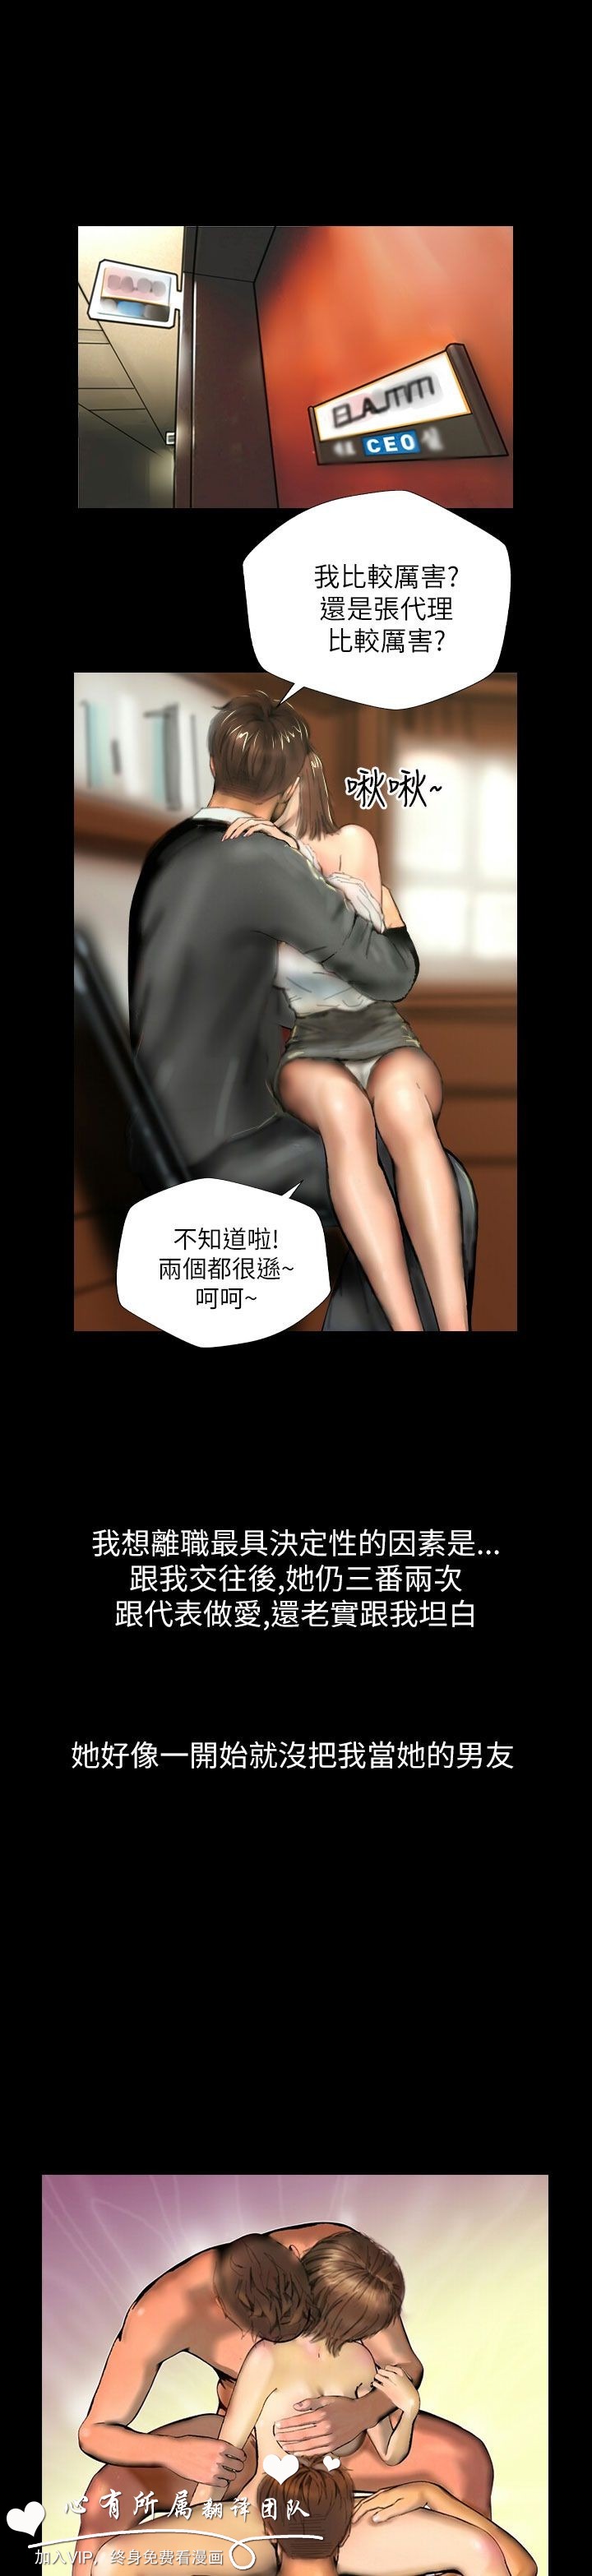 ELAMM
CEO
我比較厲害?
還是張代理
比較厲害?
啾啾~
不知道啦!
兩個都很遜~
呵呵~
我想離職最具決定性的因素是...
跟我交往後,她仍三番兩次
跟代表做愛,還老實跟我坦白
她好像一開始就沒把我當她的男友
心有所属翻译团队
加入VIP,终身免费看漫画